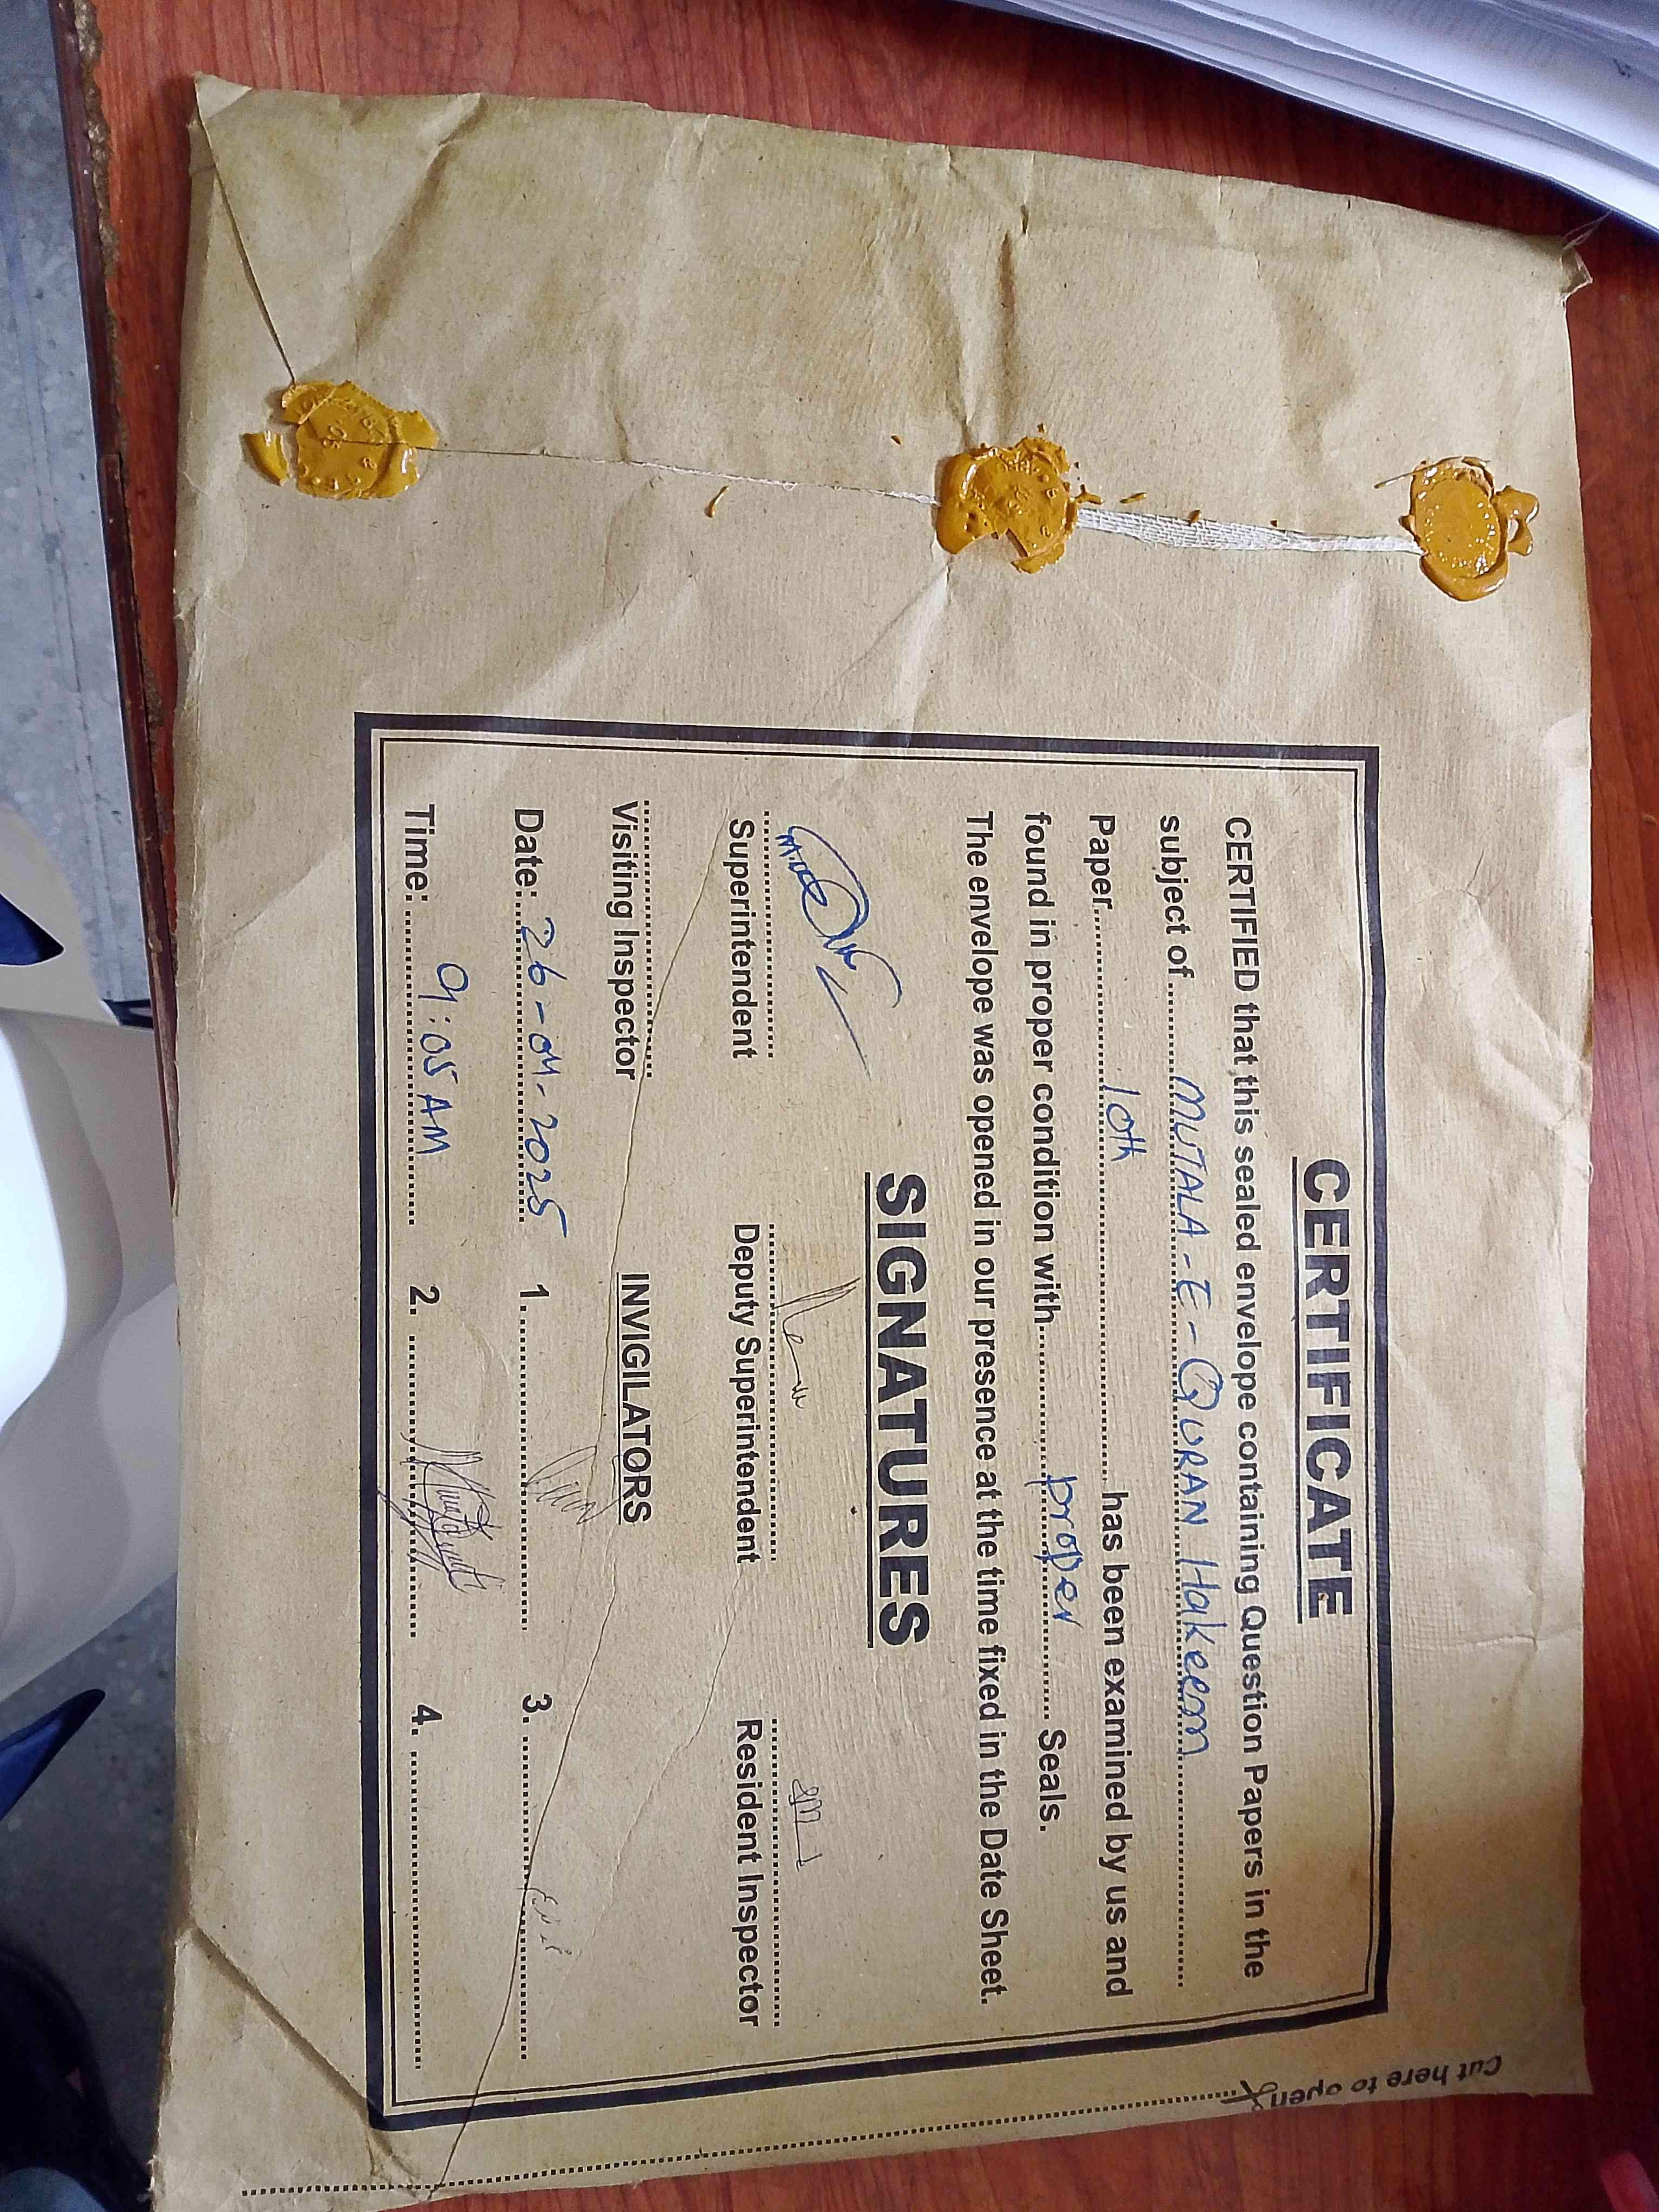 CERTIFICATE
CERTIFIED that this sealed envelope containing Question Papers in the
subject of MUTALA-E-QURAN Hakeem
Paper 10th has been examined by us and
found in proper condition with proper Seals.
The envelope was opened in our presence at the time fixed in the Date Sheet.
SIGNATURES
Superintendent Deputy Superintendent Resident Inspector
Visiting Inspector INVIGILATORS
Date: 26-04-2025 1. 3.
Time: 9:05 AM 2. 4.
Cut here to open